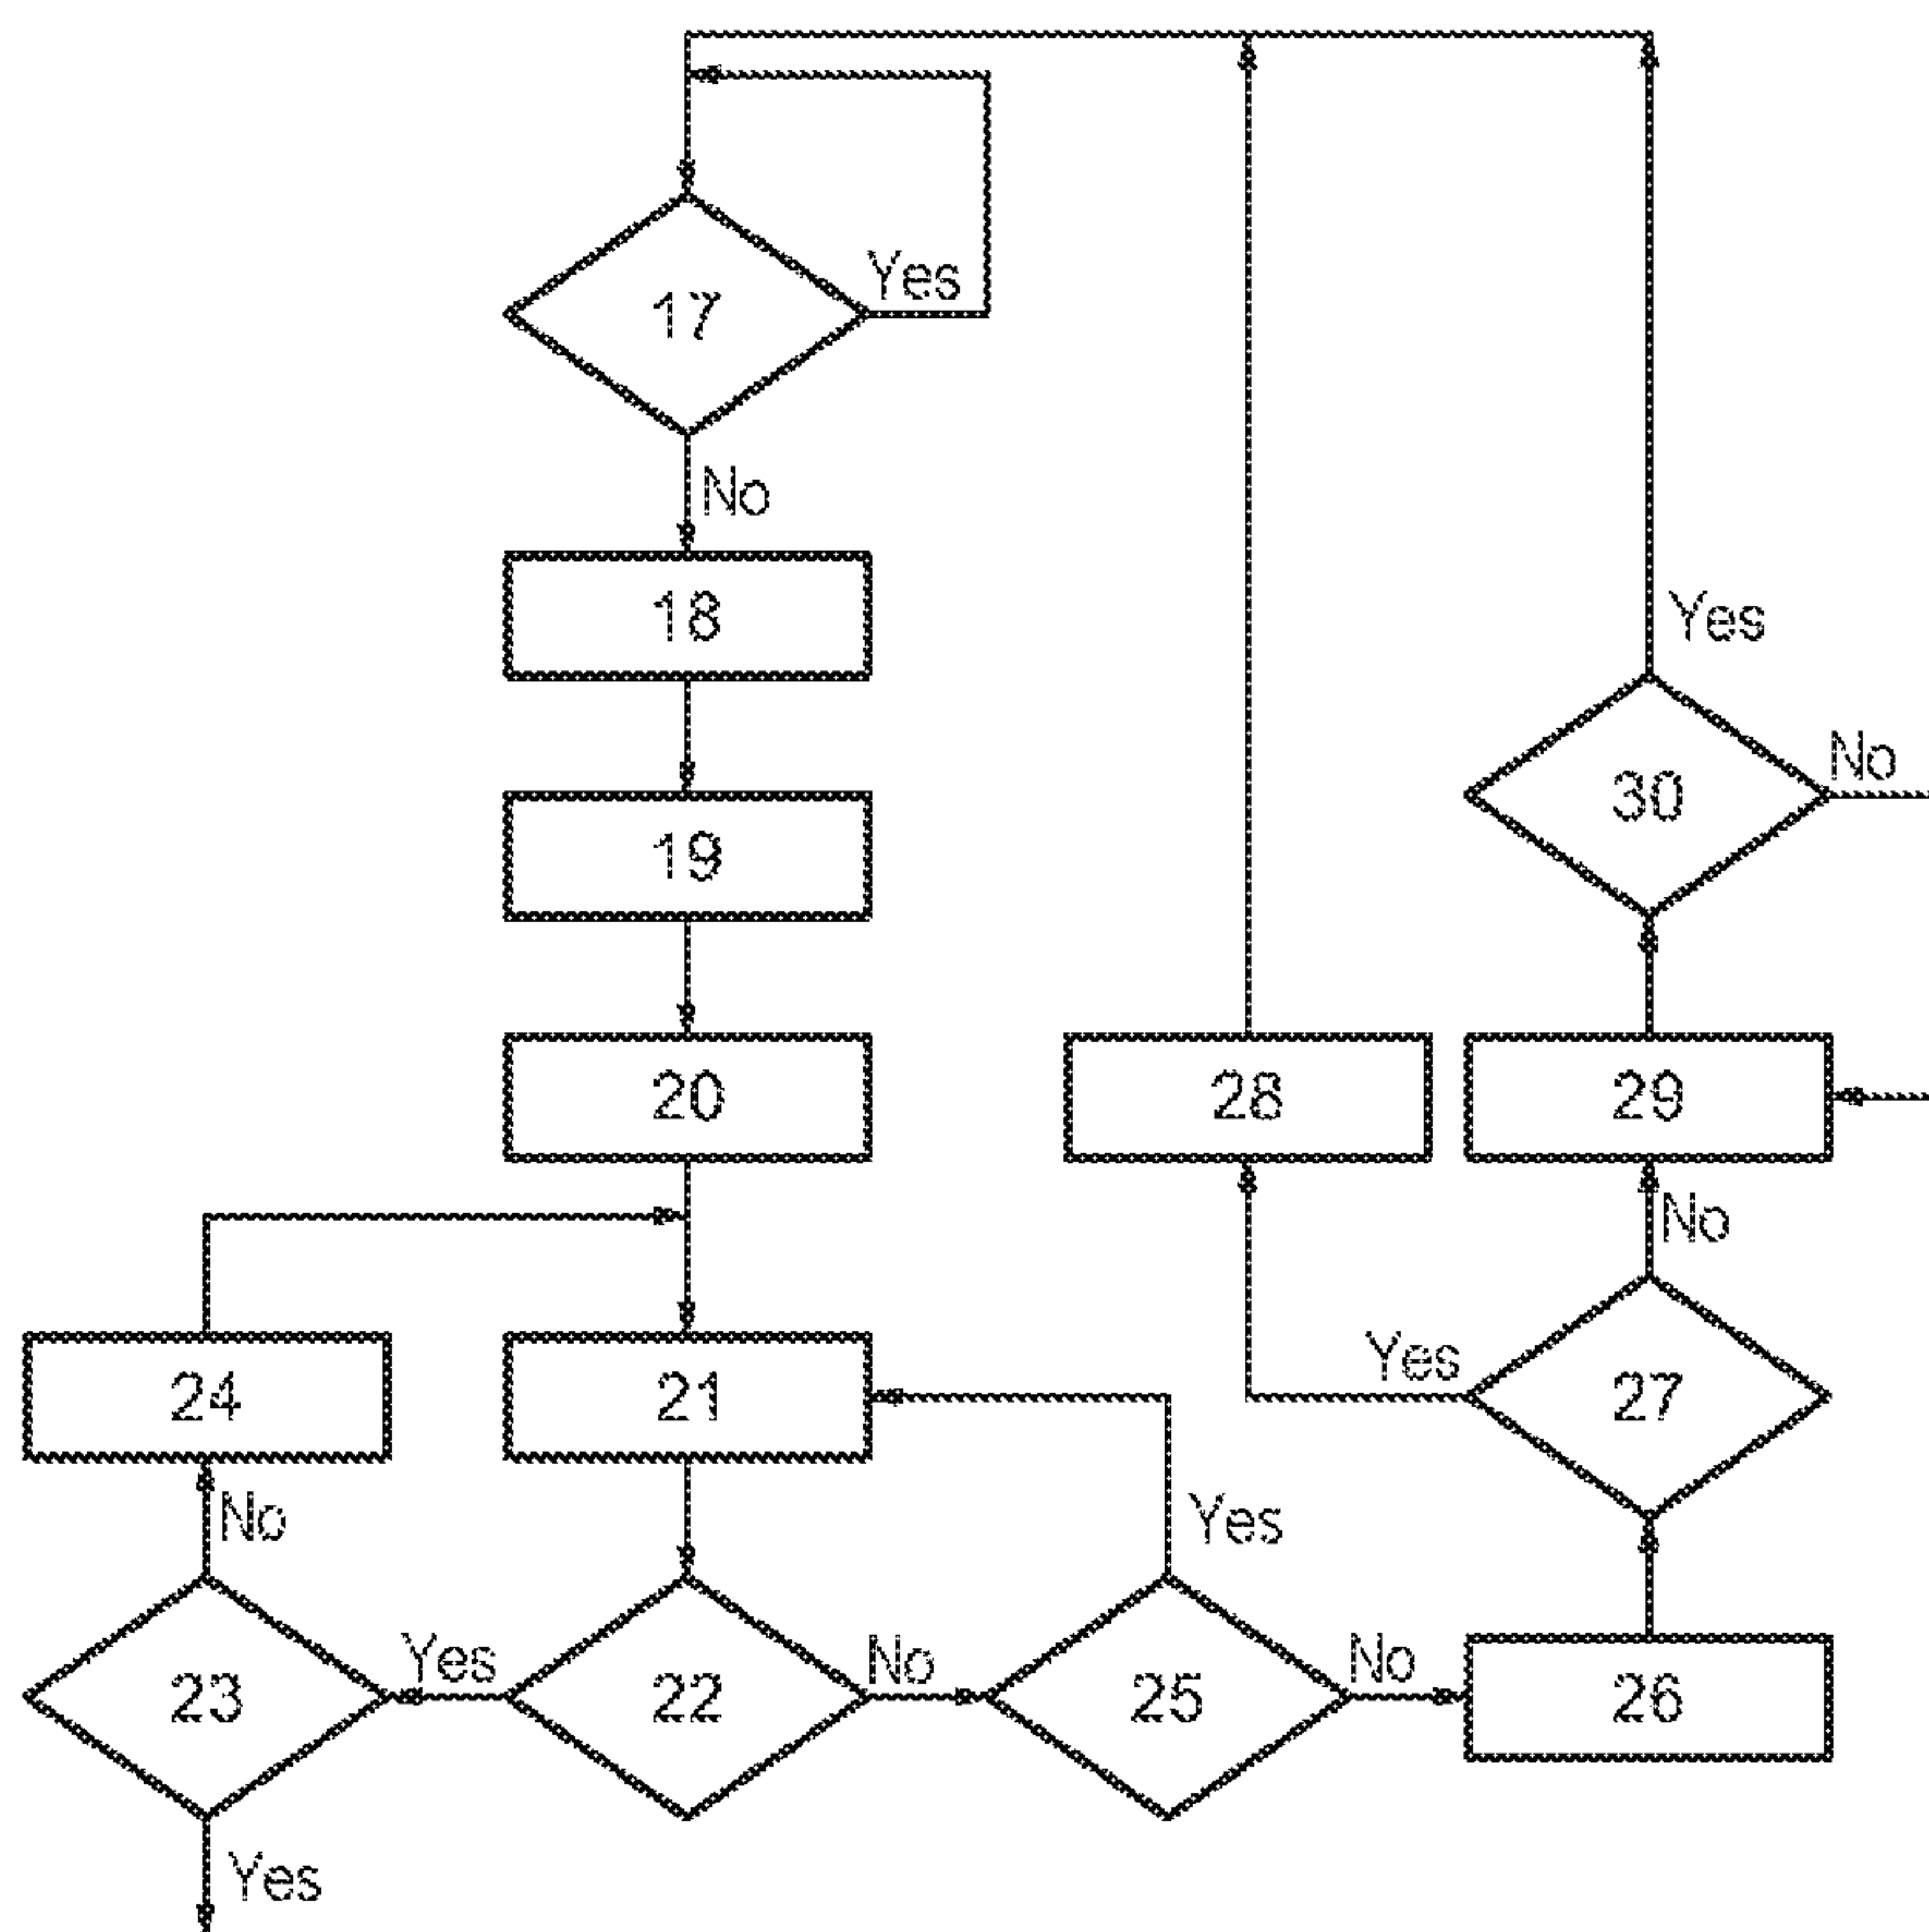 17
Yes
No
18
Yes
19
30
No
20
28
29
No
24
21
Yes
27
No
Yes
23
Yes
22
No
25
No
26
Yes